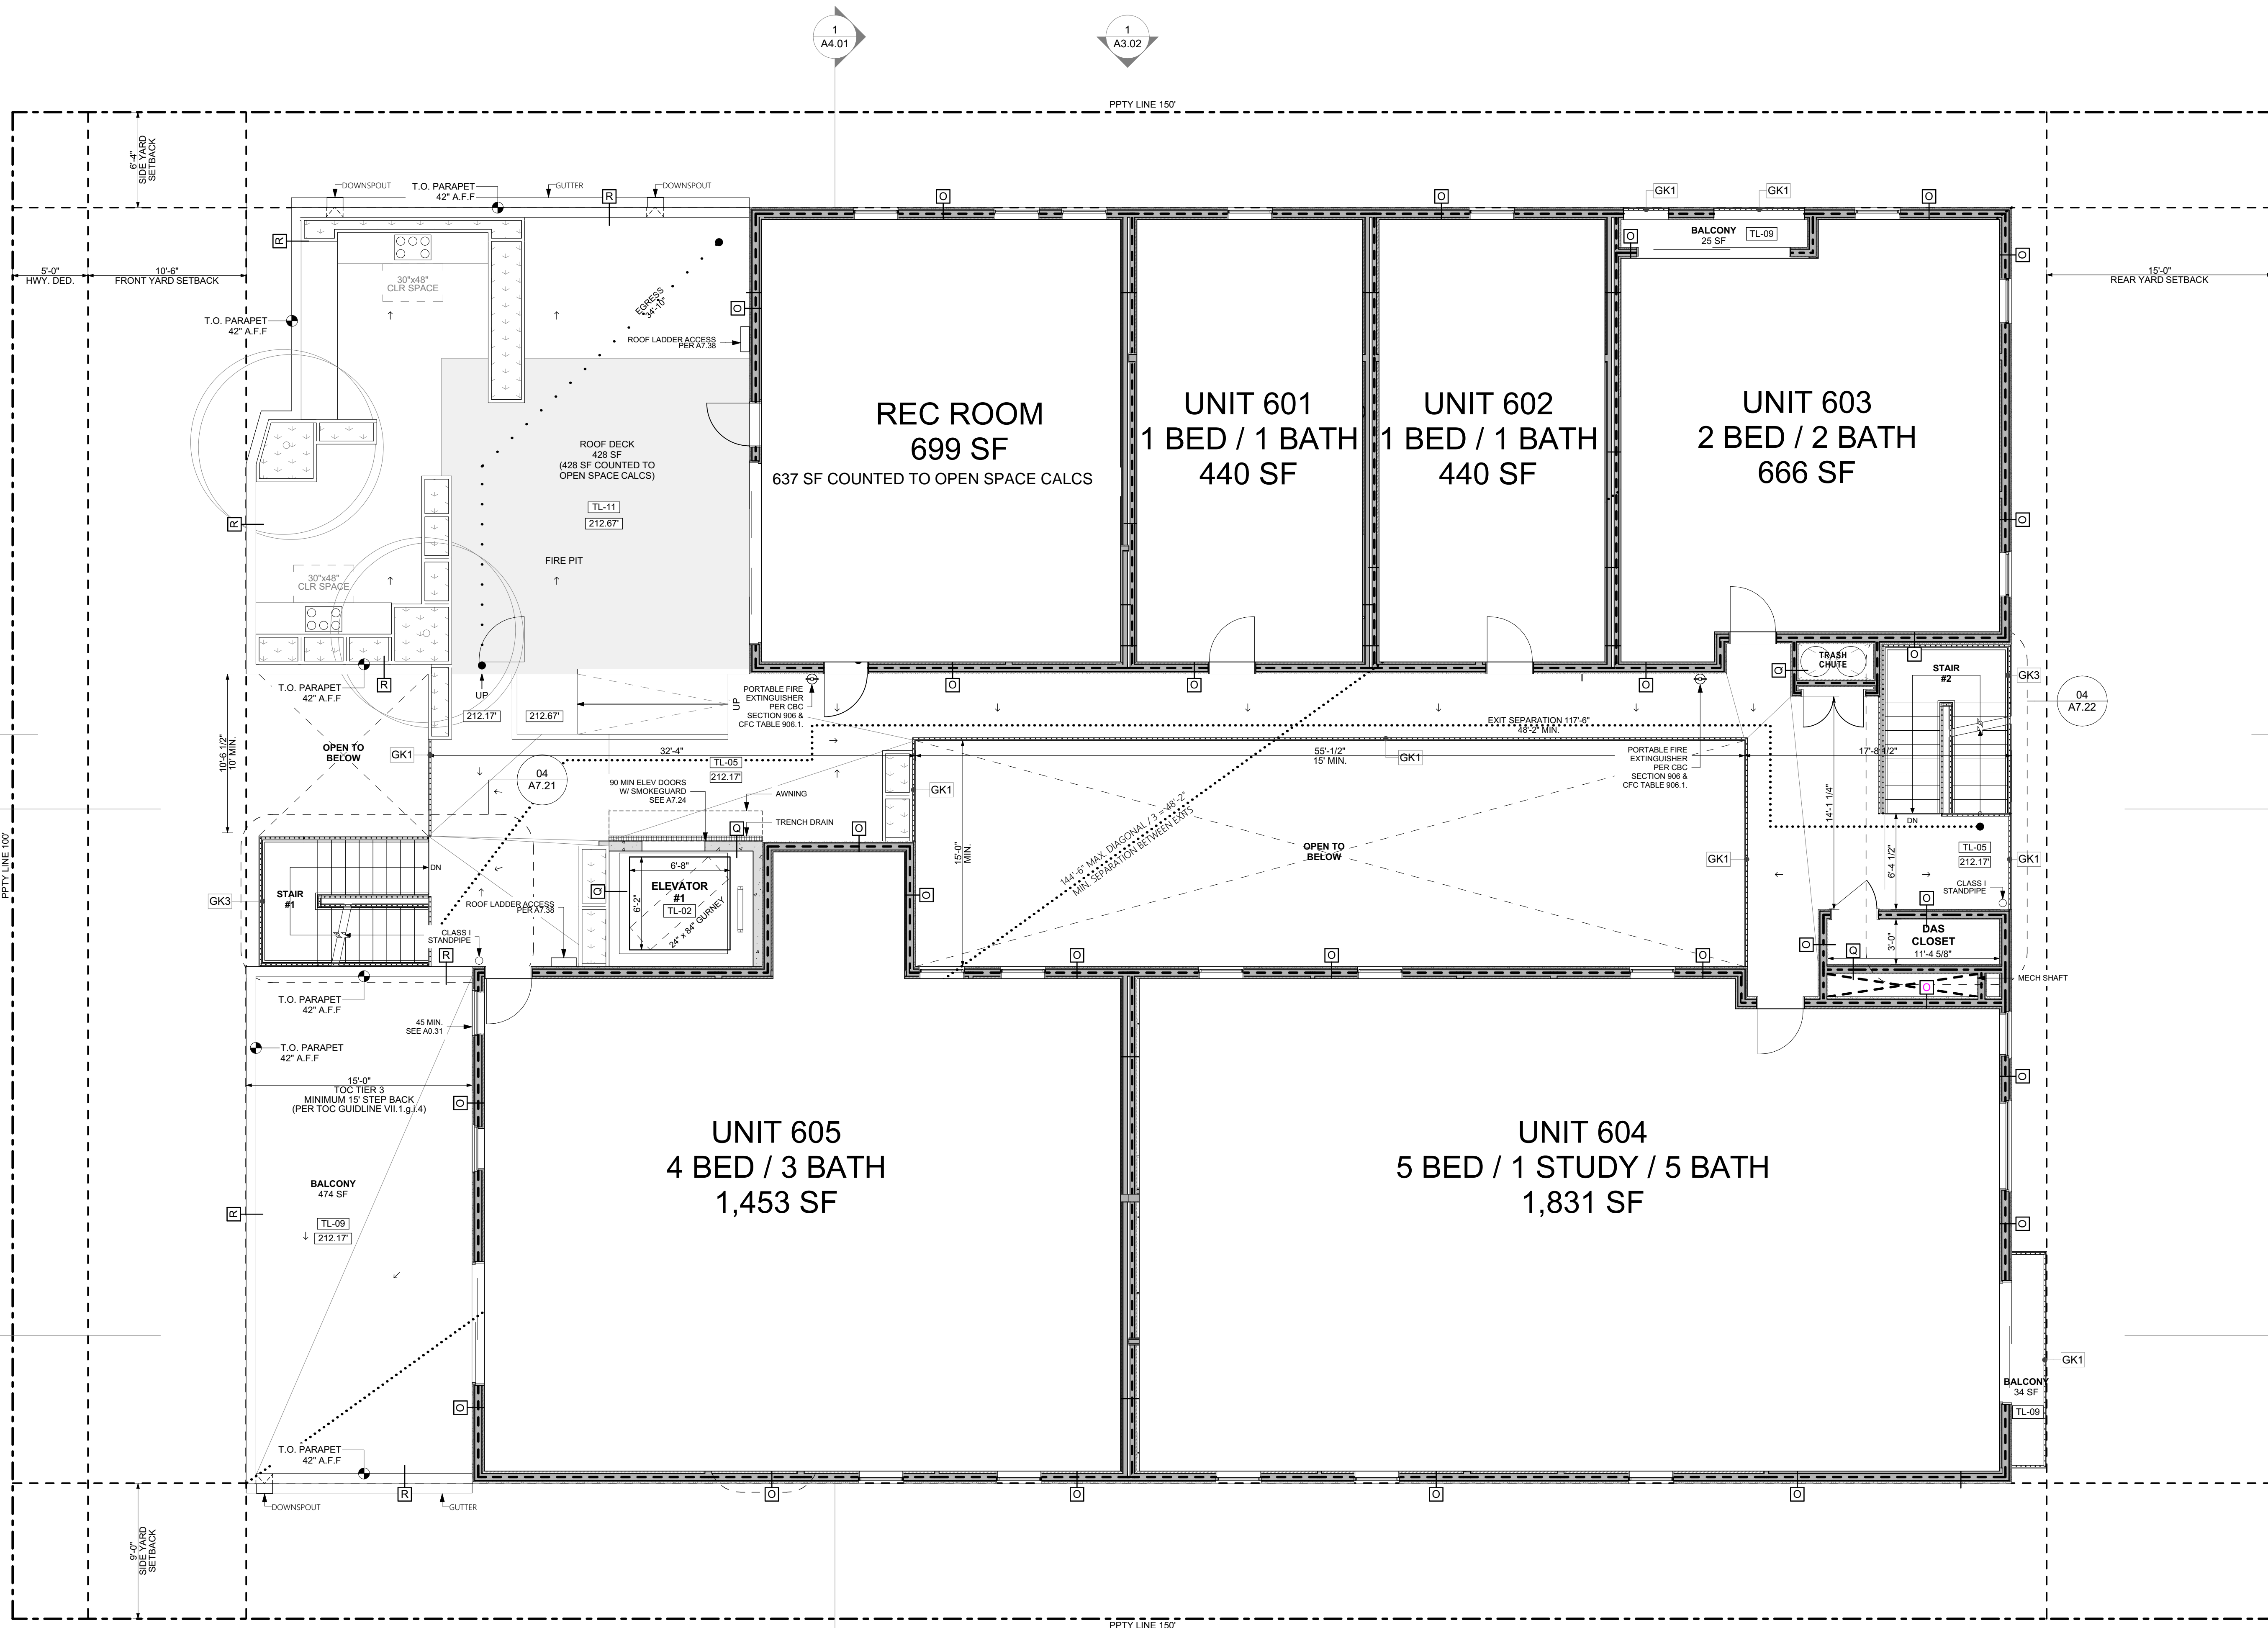 1
A4.01
1
A3.02
PPTY LINE 150'
6'-4"
SIDE YARD
SETBACK
DOWNSPOUT
T.O. PARAPET
42" A.F.F
GUTTER
R
DOWNSPOUT
O
O
GK1
GK1
O
R
BALCONY
25 SF
TL-09
O
O
5'-0"
HWY. DED.
10'-6"
FRONT YARD SETBACK
15'-0"
REAR YARD SETBACK
30"x48"
CLR SPACE
EGRESS
34'-10"
O
T.O. PARAPET
42" A.F.F
ROOF LADDER ACCESS
PER A7.38
REC ROOM
699 SF
637 SF COUNTED TO OPEN SPACE CALCS
UNIT 601
1 BED / 1 BATH
440 SF
UNIT 602
1 BED / 1 BATH
440 SF
UNIT 603
2 BED / 2 BATH
666 SF
ROOF DECK
428 SF
(428 SF COUNTED TO
OPEN SPACE CALCS)
TL-11
212.67'
R
O
FIRE PIT
30"x48"
CLR SPACE
T.O. PARAPET
42" A.F.F
R
UP
212.17'
212.67'
UP
PORTABLE FIRE
EXTINGUISHER
PER CBC
SECTION 906 &
CFC TABLE 906.1.
O
O
O
Q
TRASH
CHUTE
O
STAIR
#2
GK3
04
A7.22
EXIT SEPARATION 117'-6"
48'-2" MIN.
10'-6 1/2"
10' MIN.
OPEN TO
BELOW
GK1
32'-4"
TL-05
212.17'
55'-1/2"
15' MIN.
GK1
PORTABLE FIRE
EXTINGUISHER
PER CBC
SECTION 906 &
CFC TABLE 906.1.
17'-8 1/2"
04
A7.21
90 MIN ELEV DOORS
W/ SMOKEGUARD
SEE A7.24
AWNING
TRENCH DRAIN
GK1
14'-1 1/4"
144'-6" MAX. DIAGONAL / 3 = 48'-2"
MIN. SEPARATION BETWEEN EXITS
Q
O
15'-0"
MIN.
OPEN TO
BELOW
GK1
DN
6'-4 1/2"
TL-05
212.17'
GK1
PPTY LINE 100'
DN
STAIR
#1
GK3
6'-8"
Q
ELEVATOR
#1
TL-02
6'-2"
24" x 84" GURNEY
O
ROOF LADDER ACCESS
PER A7.38
CLASS I
STANDPIPE
CLASS I
STANDPIPE
O
R
O
O
O
O
Q
3'-0"
DAS
CLOSET
11'-4 5/8"
MECH SHAFT
O
T.O. PARAPET
42" A.F.F
45 MIN.
SEE A0.31
T.O. PARAPET
42" A.F.F
15'-0"
TOC TIER 3
MINIMUM 15' STEP BACK
(PER TOC GUIDLINE VII.1.g.i.4)
O
O
UNIT 605
4 BED / 3 BATH
1,453 SF
UNIT 604
5 BED / 1 STUDY / 5 BATH
1,831 SF
BALCONY
474 SF
TL-09
212.17'
R
O
GK1
BALCONY
34 SF
TL-09
O
T.O. PARAPET
42" A.F.F
R
O
O
O
O
DOWNSPOUT
GUTTER
9'-0"
SIDE YARD
SETBACK
PPTY LINE 150'